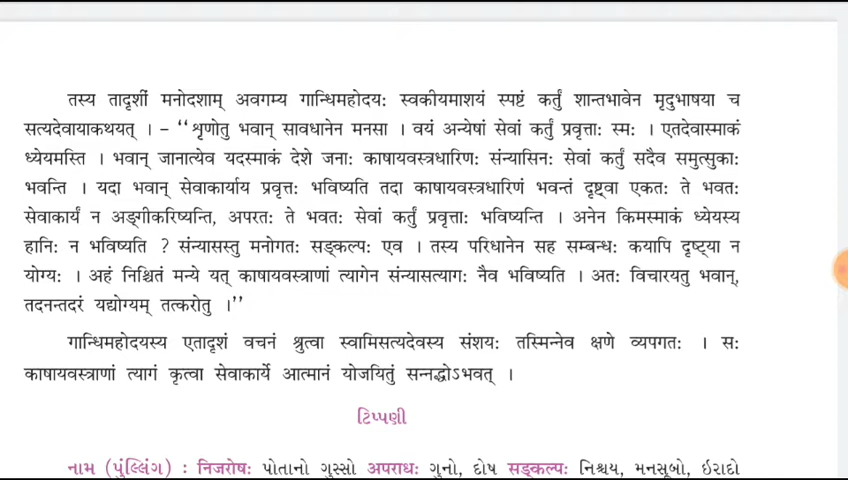 तस्य तादृशीं मनोदशाम् अवगम्य गान्धिमहोदयः स्वकीयमाशयं स्पष्टं कर्तुं शान्तभावेन मृदुभाषया च
सत्यदेवायाकथयत् । – ‘‘शृणोतु भवान् सावधानेन मनसा । वयं अन्येषां सेवां कर्तुं प्रवृत्ताः स्मः । एतदेवास्माकं
ध्येयमस्ति । भवान् जानात्येव यदस्माकं देशे जनाः काषायवस्त्रधारिणः संन्यासिनः सेवां कर्तुं सदैव समुत्सुकाः
भवन्ति । यदा भवान् सेवाकार्याय प्रवृत्तः भविष्यति तदा काषायवस्त्रधारिणं भवन्तं दृष्ट्वा एकतः ते भवतः
सेवाकार्यं न अङ्गीकरिष्यन्ति, अपरतः ते भवतः सेवां कर्तुं प्रवृत्ताः भविष्यन्ति । अनेन किमस्माकं ध्येयस्य
हानिः न भविष्यति ? संन्यासस्तु मनोगतः सङ्कल्पः एव । तस्य परिधानेन सह सम्बन्धः कयापि दृष्ट्या न
योग्यः । अहं निश्चितं मन्ये यत् काषायवस्त्राणां त्यागेन संन्यासत्यागः नैव भविष्यति । अतः विचारयतु भवान्,
तदनन्तदरं यद्योग्यम् तत्करोतु ।’’
गान्धिमहोदयस्य एतादृशं वचनं श्रुत्वा स्वामिसत्यदेवस्य संशयः तस्मिन्नेव क्षणे व्यपगतः । सः
काषायवस्त्राणां त्यागं कृत्वा सेवाकार्ये आत्मानं योजयितुं सन्नद्धोऽभवत् ।
ટિપ્પણી
નામ (પુંલ્લિંગ) : निजरोषः પોતાનો ગુસ્સો अपराधः ગુનો, દોષ सङ्कल्पः નિશ્ચય, મનસૂબો, ઇરાદો